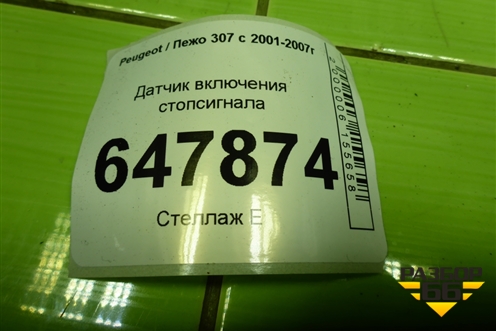 Peugeot / Пежо 307 с 2001-2007г
Датчик включения
стопсигнала
647874
Стеллаж Е
2000006155658
РАЗБОР
66